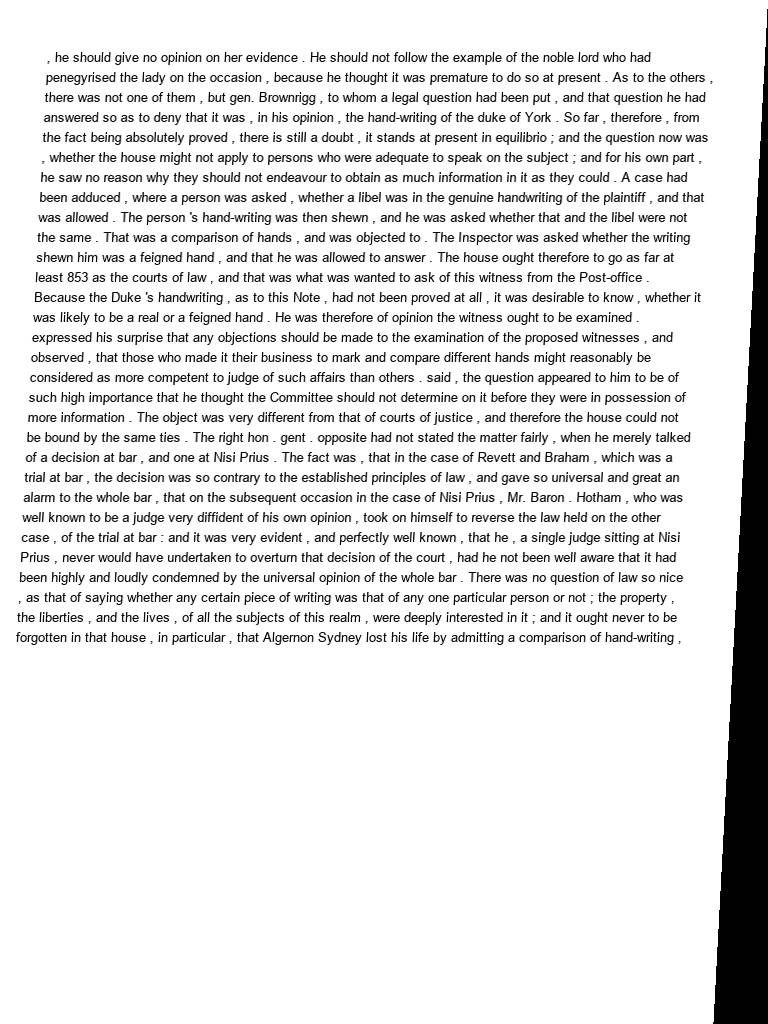 , he should give no opinion on her evidence . He should not follow the example of the noble lord who had
penegyrised the lady on the occasion , because he thought it was premature to do so at present . As to the others ,
there was not one of them , but gen. Brownrigg , to whom a legal question had been put , and that question he had
answered so as to deny that it was , in his opinion , the hand-writing of the duke of York . So far , therefore , from
the fact being absolutely proved , there is still a doubt , it stands at present in equilibrio ; and the question now was
, whether the house might not apply to persons who were adequate to speak on the subject ; and for his own part ,
he saw no reason why they should not endeavour to obtain as much information in it as they could . A case had
been adduced , where a person was asked , whether a libel was in the genuine handwriting of the plaintiff , and that
was allowed . The person 's hand-writing was then shewn , and he was asked whether that and the libel were not
the same . That was a comparison of hands , and was objected to . The Inspector was asked whether the writing
shewn him was a feigned hand , and that he was allowed to answer . The house ought therefore to go as far at
least 853 as the courts of law , and that was what was wanted to ask of this witness from the Post-office .
Because the Duke 's handwriting , as to this Note , had not been proved at all , it was desirable to know , whether it
was likely to be a real or a feigned hand . He was therefore of opinion the witness ought to be examined .
expressed his surprise that any objections should be made to the examination of the proposed witnesses , and
observed , that those who made it their business to mark and compare different hands might reasonably be
considered as more competent to judge of such affairs than others . said , the question appeared to him to be of
such high importance that he thought the Committee should not determine on it before they were in possession of
more information . The object was very different from that of courts of justice , and therefore the house could not
be bound by the same ties . The right hon . gent . opposite had not stated the matter fairly , when he merely talked
of a decision at bar , and one at Nisi Prius . The fact was , that in the case of Revett and Braham , which was a
trial at bar , the decision was so contrary to the established principles of law , and gave so universal and great an
alarm to the whole bar , that on the subsequent occasion in the case of Nisi Prius , Mr. Baron . Hotham , who was
well known to be a judge very diffident of his own opinion , took on himself to reverse the law held on the other
case , of the trial at bar : and it was very evident , and perfectly well known , that he , a single judge sitting at Nisi
Prius , never would have undertaken to overturn that decision of the court , had he not been well aware that it had
been highly and loudly condemned by the universal opinion of the whole bar . There was no question of law so nice
, as that of saying whether any certain piece of writing was that of any one particular person or not ; the property ,
the liberties , and the lives , of all the subjects of this realm , were deeply interested in it ; and it ought never to be
forgotten in that house , in particular , that Algernon Sydney lost his life by admitting a comparison of hand-writing ,